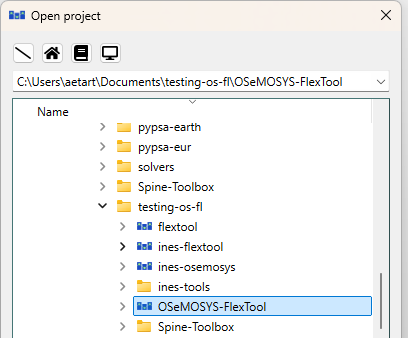 Open project
C:\Users\aetart\Documents\testing-os-fl\OSeMOSYS-FlexTool
Name
pypsa-earth
pypsa-eur
solvers
Spine-Toolbox
testing-os-fl
flextool
ines-flextool
ines-osemosys
ines-tools
OSeMOSYS-FlexTool
Spine-Toolbox